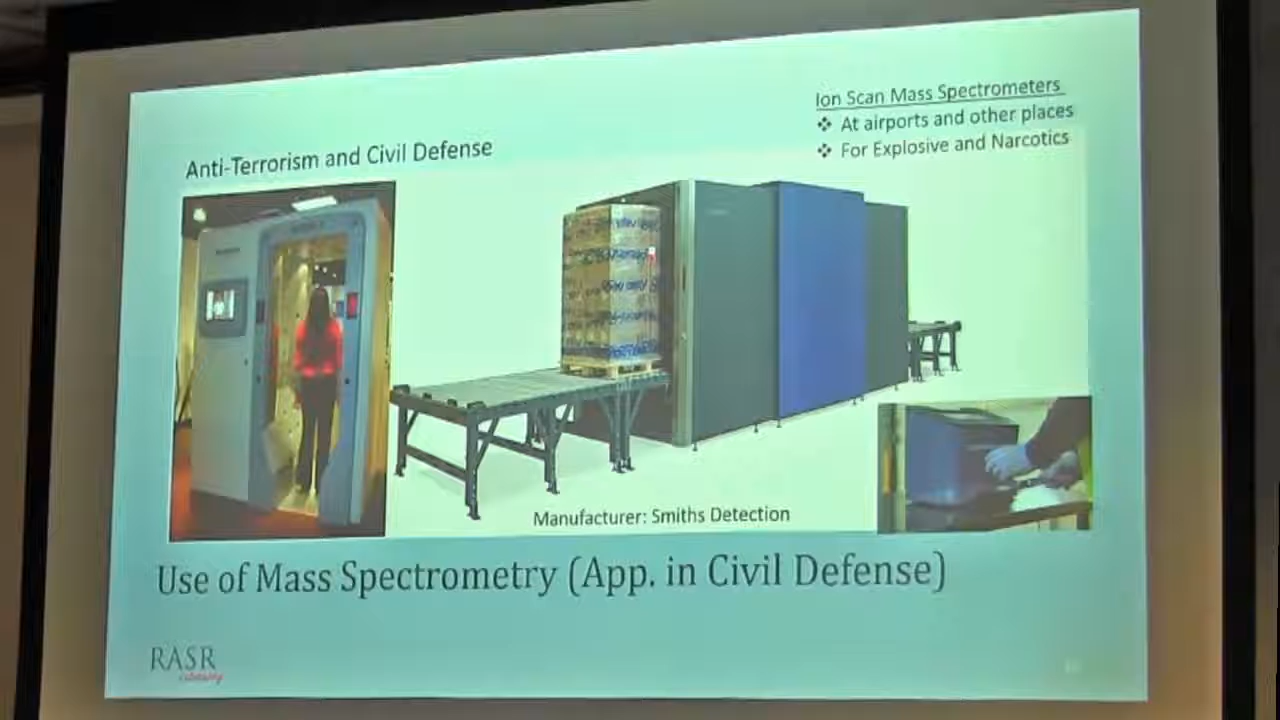 Ion Scan Mass Spectrometers
❖ At airports and other places
❖ For Explosive and Narcotics
Anti-Terrorism and Civil Defense
Manufacturer: Smiths Detection
Use of Mass Spectrometry (App. in Civil Defense)
RASR